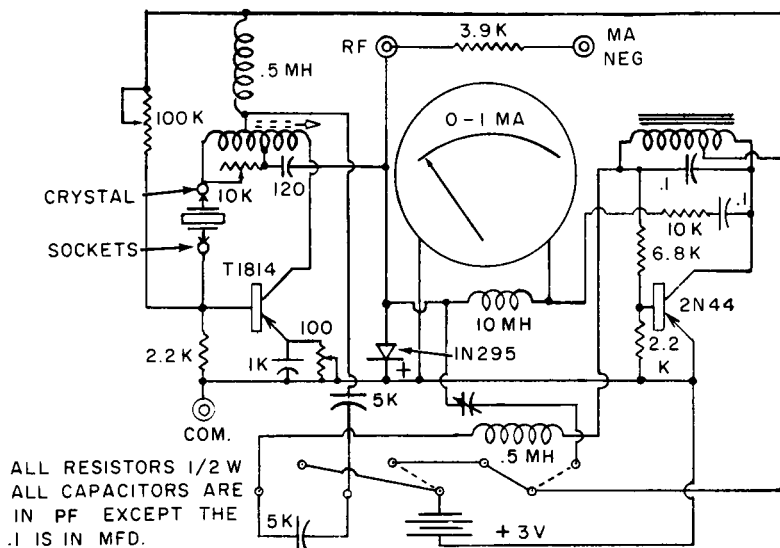 3.9K
RF
MA
NEG
.5 MH
100K
0-1 MA
120
.1
CRYSTAL
10K
10K
.1
SOCKETS
6.8K
T1814
2N44
100
10 MH
2.2K
1K
IN295
2.2
K
+
5K
COM.
.5 MH
ALL RESISTORS 1/2 W
ALL CAPACITORS ARE
IN PF EXCEPT THE
.1 IS IN MFD.
5K
+3V